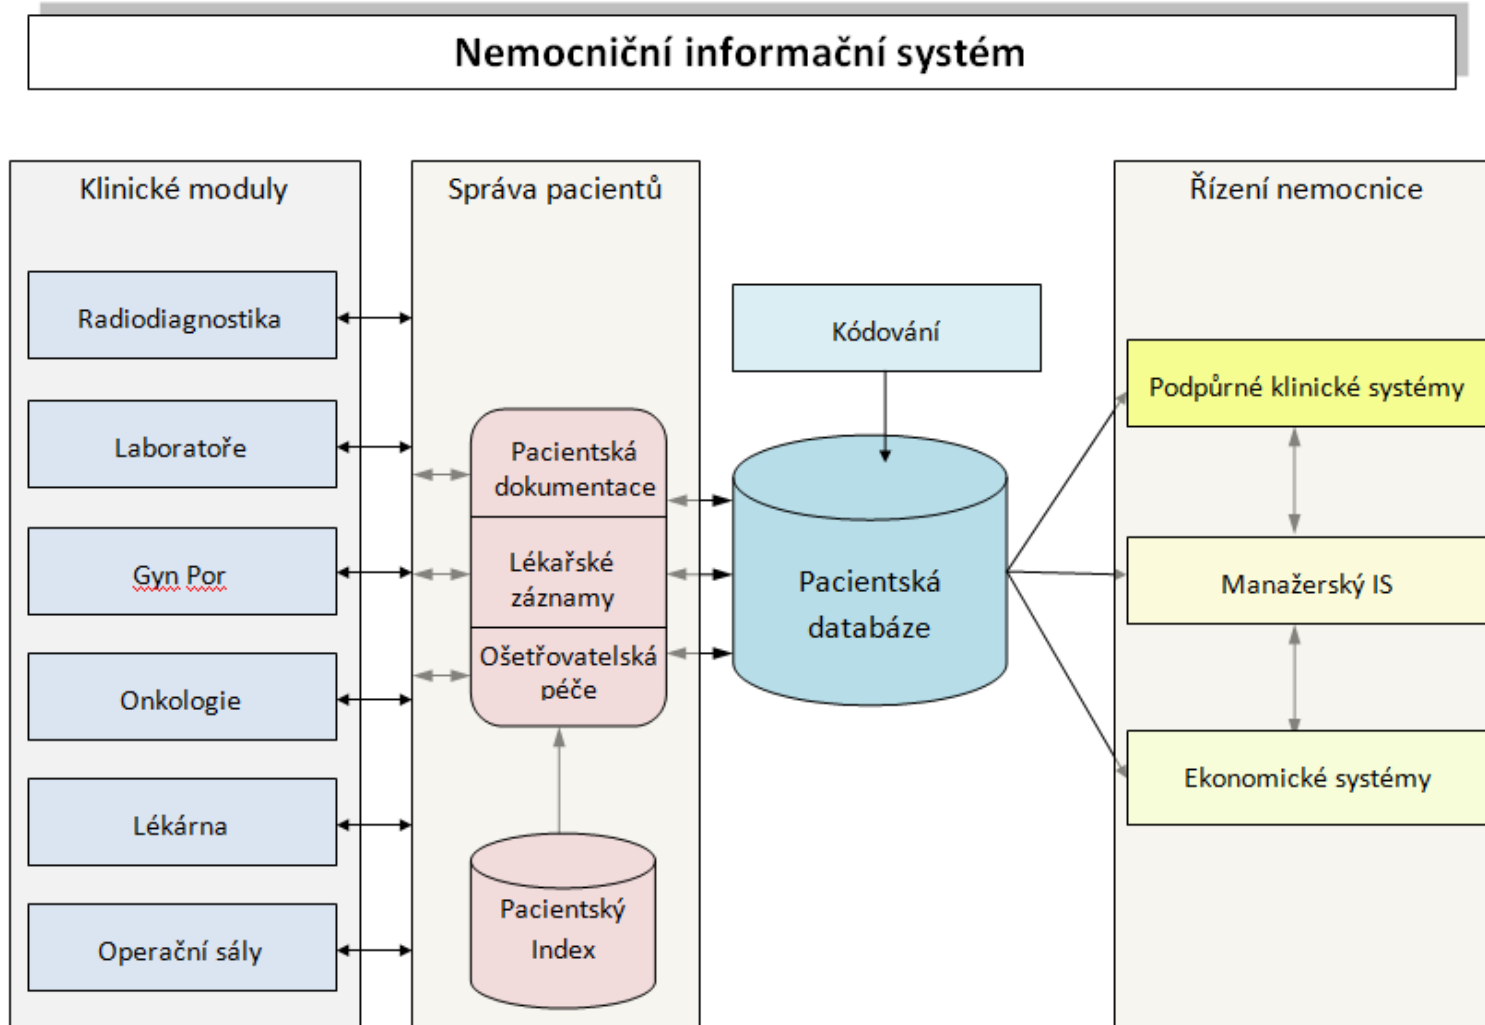 Nemocniční informační systém
Klinické moduly
Radiodiagnostika
Laboratoře
Gyn Por
Onkologie
Lékárna
Operační sály
Správa pacientů
Pacientská
dokumentace
Lékařské
záznamy
Ošetřovatelská
péče
Pacientský
Index
Kódování
Pacientská
databáze
Řízení nemocnice
Podpůrné klinické systémy
Manažerský IS
Ekonomické systémy